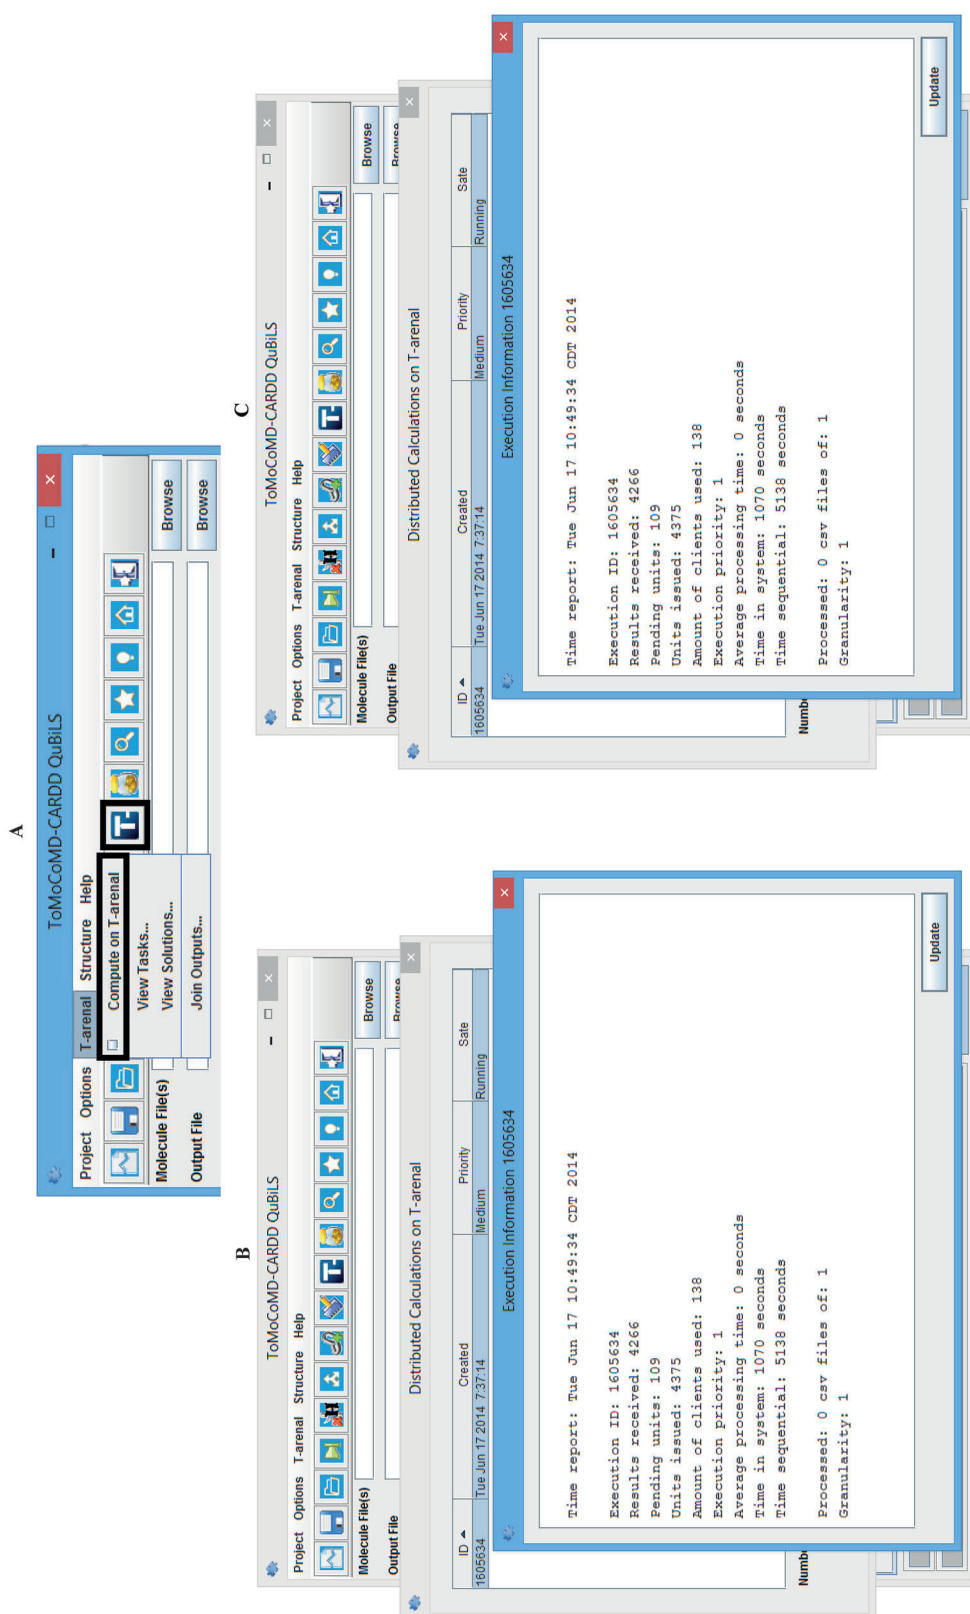 A
ToMoCoMD-CARDD QuBiLS
Project Options T-arenal Structure Help
Compute on T-arenal
View Tasks...
View Solutions...
Join Outputs...
Molecule File(s)
Browse
Output File
Browse
B
ToMoCoMD-CARDD QuBiLS
Project Options T-arenal Structure Help
Molecule File(s)
Browse
Output File
Browse
Distributed Calculations on T-arenal
ID Created Priority Sate
1605634 Tue Jun 17 2014 7:37:14 Medium Running
Numb
Execution Information 1605634
Time report: Tue Jun 17 10:49:34 CDT 2014
Execution ID: 1605634
Results received: 4266
Pending units: 109
Units issued: 4375
Amount of clients used: 138
Execution priority: 1
Average processing time: 0 seconds
Time in system: 1070 seconds
Time sequential: 5138 seconds
Processed: 0 csv files of: 1
Granularity: 1
Update
C
ToMoCoMD-CARDD QuBiLS
Project Options T-arenal Structure Help
Molecule File(s)
Browse
Output File
Browse
Distributed Calculations on T-arenal
ID Created Priority Sate
1605634 Tue Jun 17 2014 7:37:14 Medium Running
Numb
Execution Information 1605634
Time report: Tue Jun 17 10:49:34 CDT 2014
Execution ID: 1605634
Results received: 4266
Pending units: 109
Units issued: 4375
Amount of clients used: 138
Execution priority: 1
Average processing time: 0 seconds
Time in system: 1070 seconds
Time sequential: 5138 seconds
Processed: 0 csv files of: 1
Granularity: 1
Update